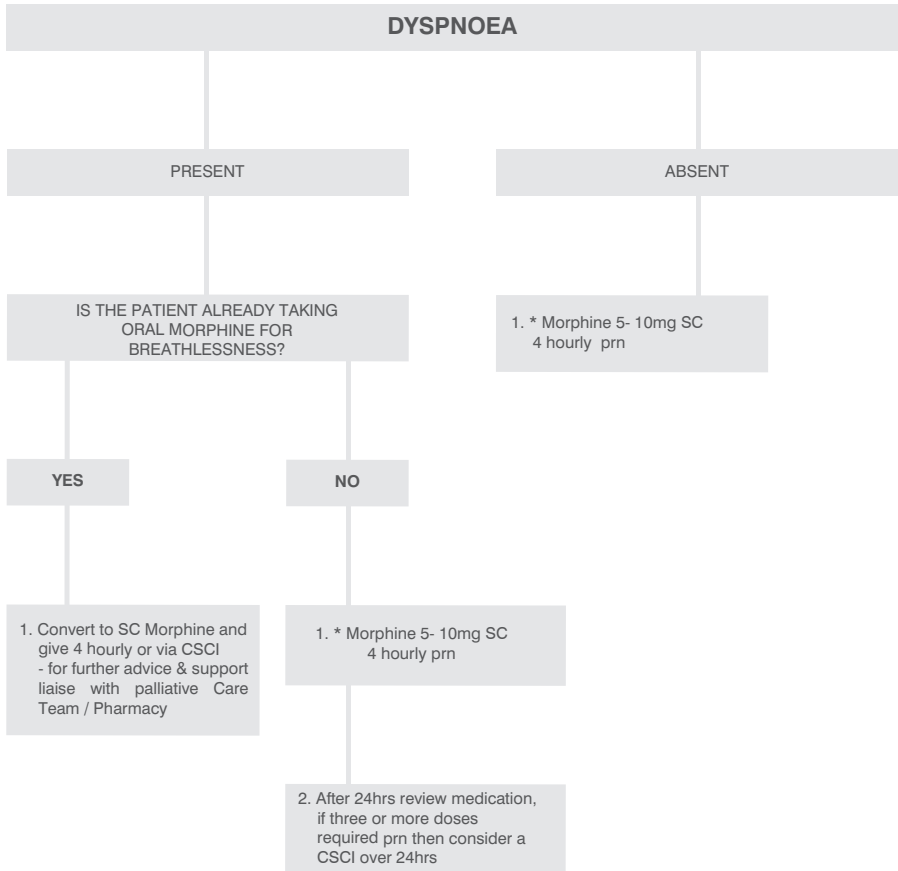 DYSPNOEA
PRESENT
ABSENT
IS THE PATIENT ALREADY TAKING
ORAL MORPHINE FOR
BREATHLESSNESS?
1. * Morphine 5- 10mg SC
4 hourly prn
YES
NO
1. Convert to SC Morphine and
give 4 hourly or via CSCI
- for further advice & support
liaise with palliative Care
Team / Pharmacy
1. * Morphine 5- 10mg SC
4 hourly prn
2. After 24hrs review medication,
if three or more doses
required prn then consider a
CSCI over 24hrs